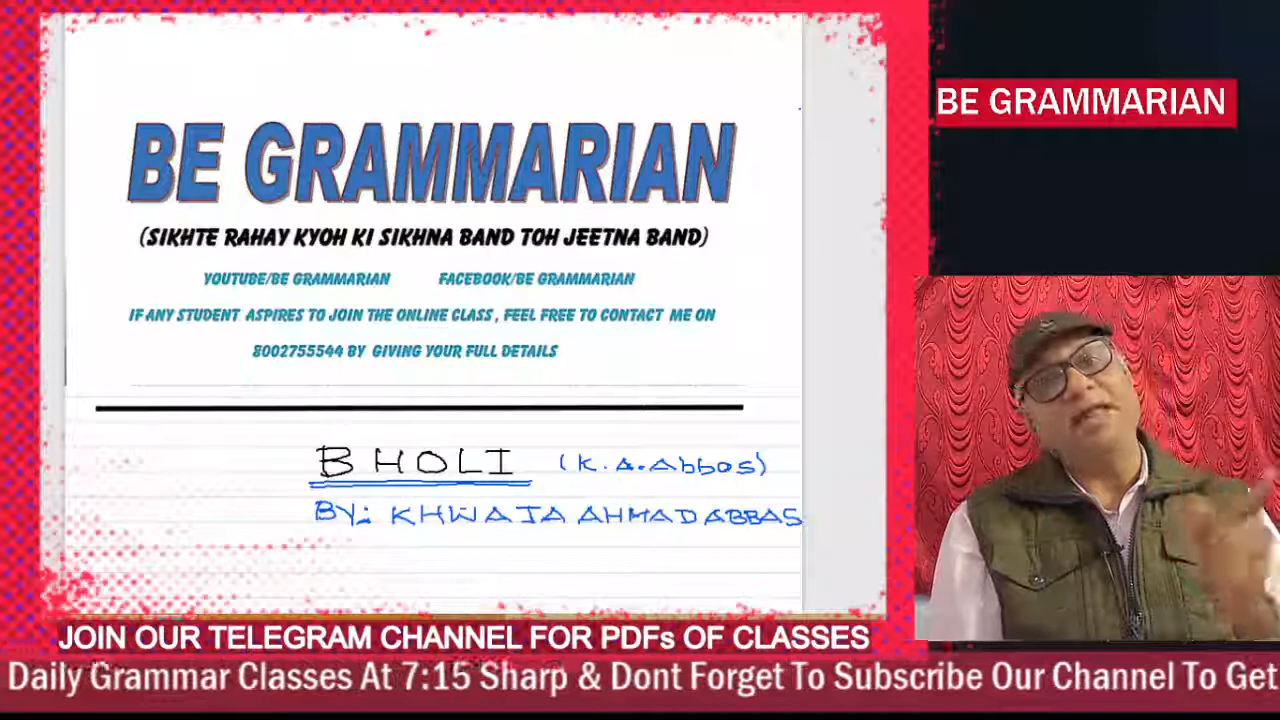 BE GRAMMARIAN
(SIKHTE RAHAY KYOH KI SIKHNA BAND TOH JEETNA BAND)
YOUTUBE/BE GRAMMARIAN FACEBOOK/BE GRAMMARIAN
IF ANY STUDENT ASPIRES TO JOIN THE ONLINE CLASS , FEEL FREE TO CONTACT ME ON
8002755544 BY GIVING YOUR FULL DETAILS
BHOLI (K.A.Abbas)
BY: KHWAJA AHMAD ABBAS
BE GRAMMARIAN
JOIN OUR TELEGRAM CHANNEL FOR PDFs OF CLASSES
Daily Grammar Classes At 7:15 Sharp & Dont Forget To Subscribe Our Channel To Get